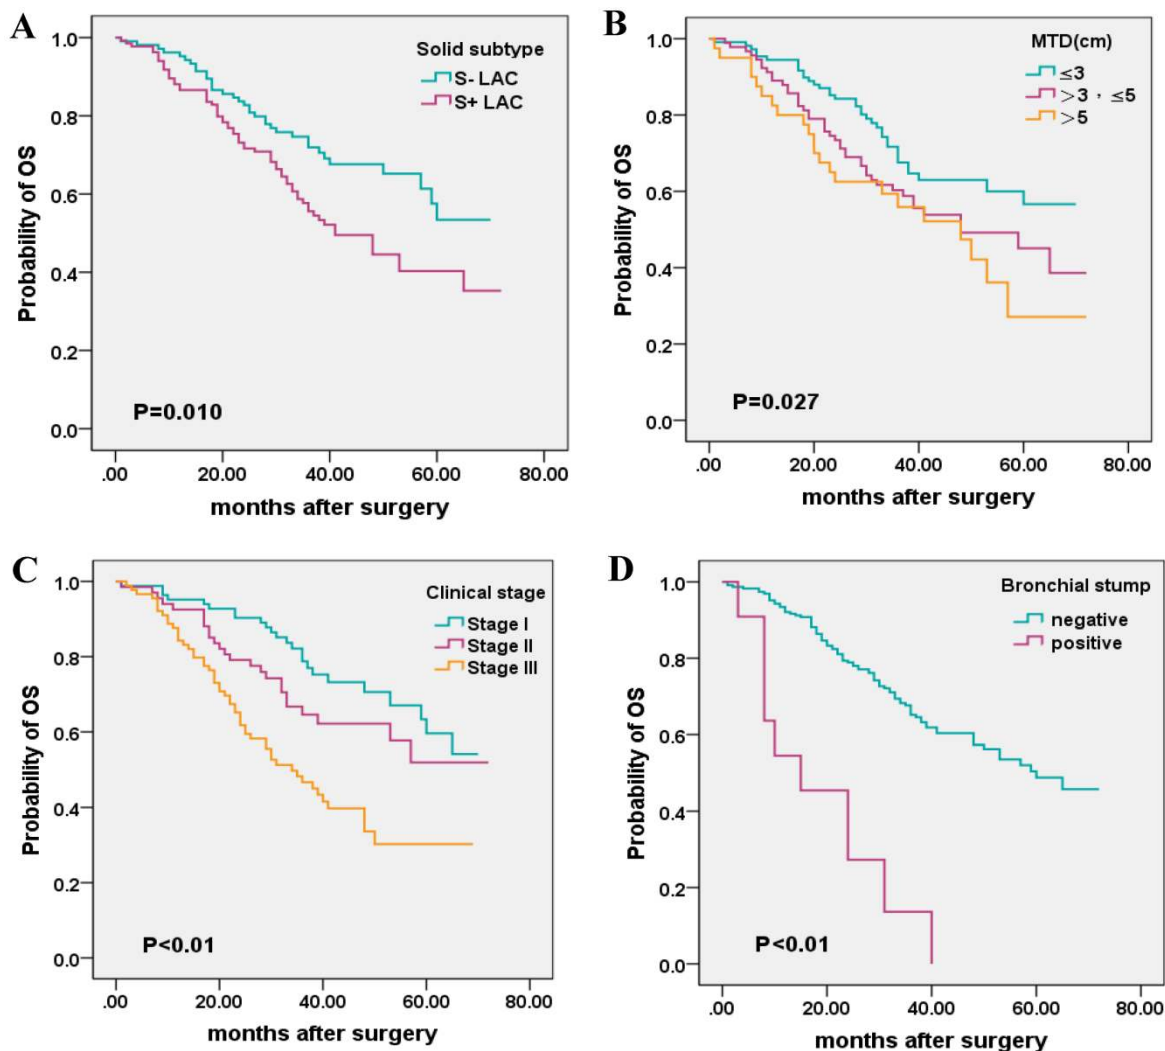 A
Solid subtype
S- LAC
S+ LAC
1.0
0.8
0.6
0.4
0.2
0.0
Probability of OS
P=0.010
.00 20.00 40.00 60.00 80.00
months after surgery
B
MTD(cm)
≤3
>3 , ≤5
>5
1.0
0.8
0.6
0.4
0.2
0.0
Probability of OS
P=0.027
.00 20.00 40.00 60.00 80.00
months after surgery
C
Clinical stage
Stage I
Stage II
Stage III
1.0
0.8
0.6
0.4
0.2
0.0
Probability of OS
P<0.01
.00 20.00 40.00 60.00 80.00
months after surgery
D
Bronchial stump
negative
positive
1.0
0.8
0.6
0.4
0.2
0.0
Probability of OS
P<0.01
.00 20.00 40.00 60.00 80.00
months after surgery